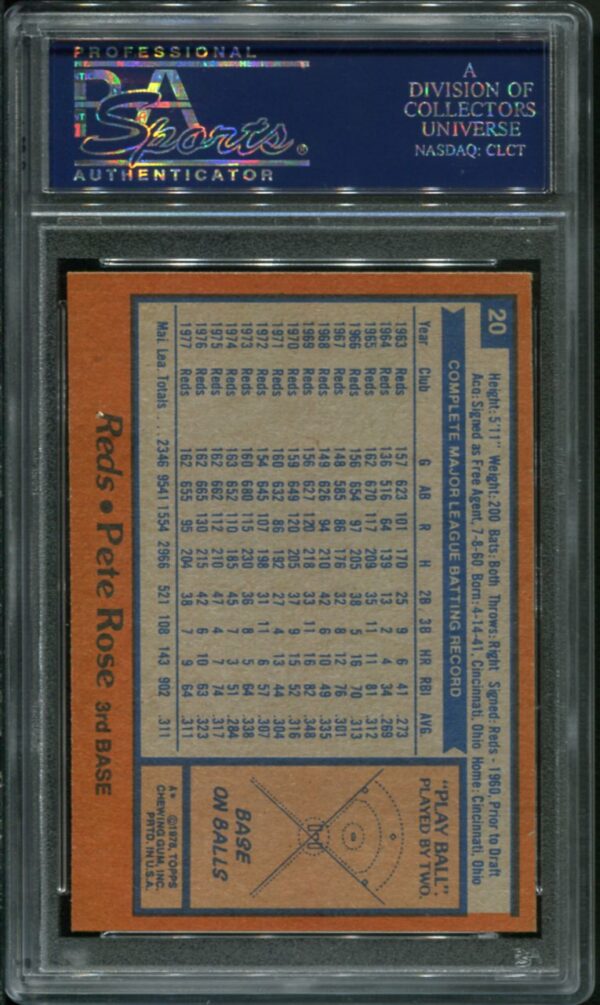 PROFESSIONAL
PSA
Sports®
AUTHENTICATOR
A
DIVISION OF
COLLECTORS
UNIVERSE
NASDAQ: CLCT
20
Height: 5'11" Weight: 200 Bats: Both Throws: Right Signed: Reds - 1960, Prior to Draft
Acq: Signed as Free Agent, 7-8-60 Born: 4-14-41, Cincinnati, Ohio Home: Cincinnati, Ohio
COMPLETE MAJOR LEAGUE BATTING RECORD
Year Club G AB R H 2B 3B HR RBI AVG.
1963 Reds 157 623 101 170 25 9 6 41 .273
1964 Reds 136 516 64 139 13 2 4 34 .269
1965 Reds 162 670 117 209 35 11 11 81 .312
1966 Reds 156 654 97 205 38 5 16 70 .313
1967 Reds 148 585 86 176 32 8 12 76 .301
1968 Reds 149 626 94 210 42 6 10 49 .335
1969 Reds 156 627 120 218 33 11 16 82 .348
1970 Reds 159 649 120 205 37 9 15 52 .316
1971 Reds 160 632 86 192 27 4 13 44 .304
1972 Reds 154 645 107 198 31 11 6 57 .307
1973 Reds 160 680 115 230 36 8 5 64 .338
1974 Reds 163 652 110 185 45 7 3 51 .284
1975 Reds 162 662 112 210 47 4 7 74 .317
1976 Reds 162 665 130 215 42 6 10 63 .323
1977 Reds 162 655 95 204 38 7 9 64 .311
Maj. Lea. Totals . . . 2346 9541 1554 2966 521 108 143 902 .311
"PLAY BALL"
PLAYED BY TWO.
BASE
ON BALLS
A* ©1978, TOPPS
CHEWING GUM, INC.
PRTD. IN U.S.A.
Reds • Pete Rose 3rd BASE